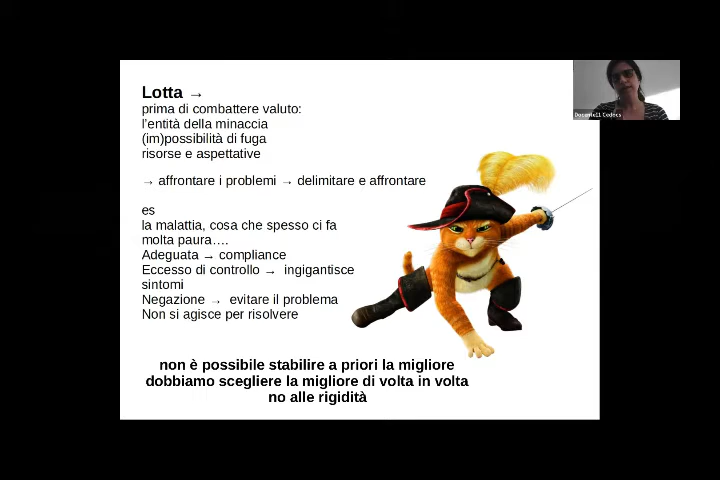 Lotta →
prima di combattere valuto:
l'entità della minaccia
(im)possibilità di fuga
risorse e aspettative
→ affrontare i problemi → delimitare e affrontare
es
la malattia, cosa che spesso ci fa
molta paura….
Adeguata → compliance
Eccesso di controllo → ingigantisce
sintomi
Negazione → evitare il problema
Non si agisce per risolvere
non è possibile stabilire a priori la migliore
dobbiamo scegliere la migliore di volta in volta
no alle rigidità